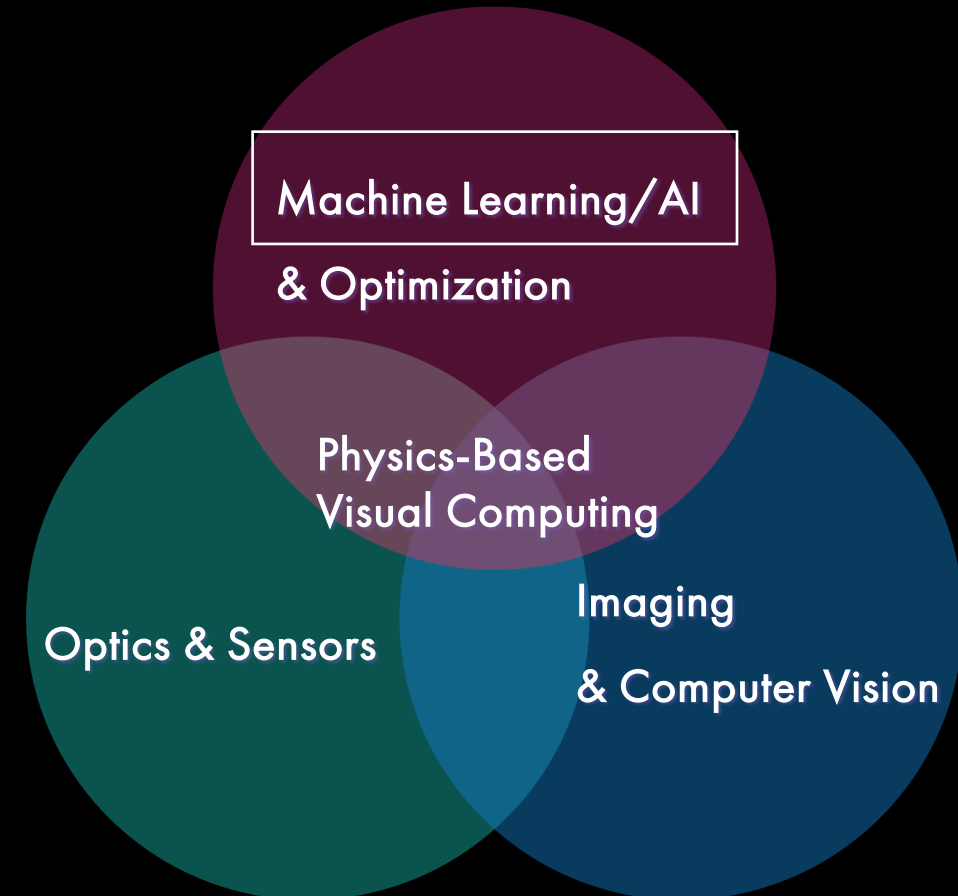 Machine Learning/AI
& Optimization
Physics-Based
Visual Computing
Imaging
Optics & Sensors
& Computer Vision